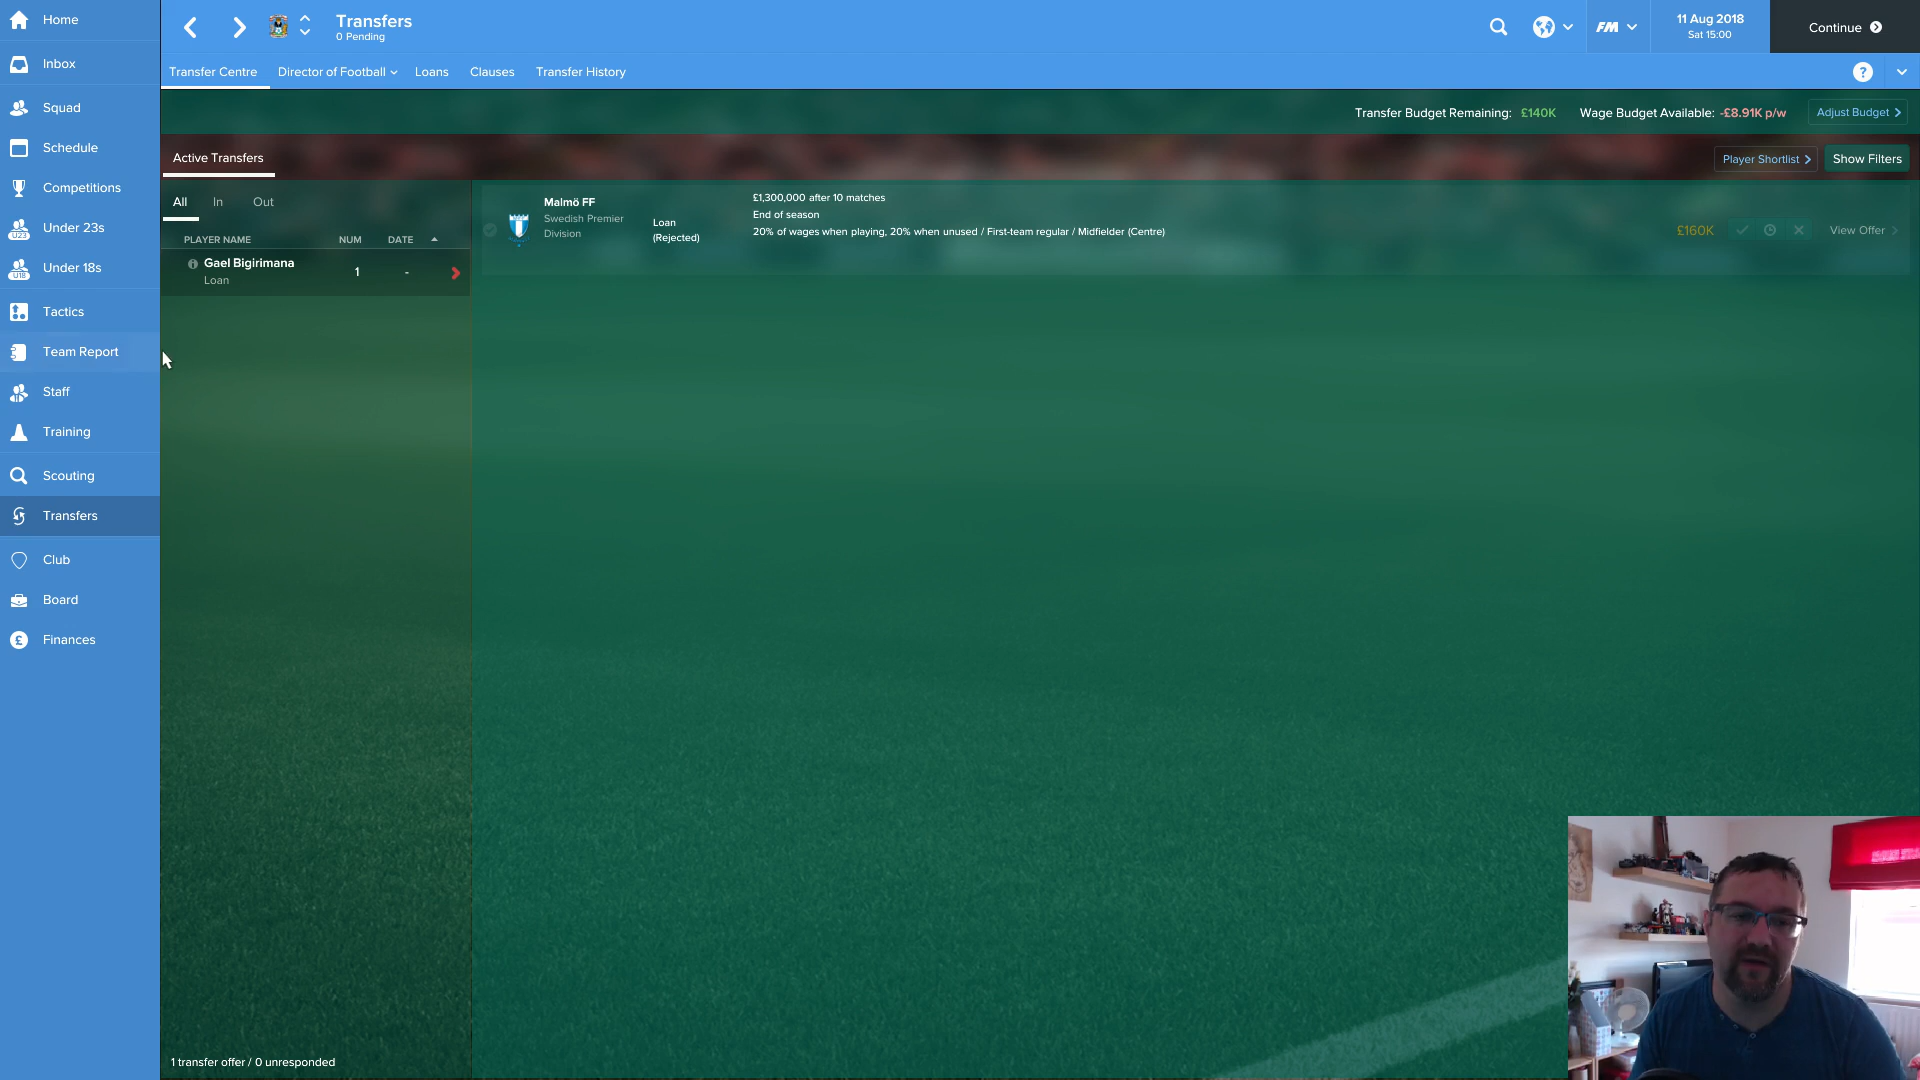 Home
Inbox
Squad
Schedule
Competitions
U23
Under 23s
U18
Under 18s
Tactics
Team Report
Staff
Training
Scouting
Transfers
Club
Board
Finances
Transfers
0 Pending
FM
11 Aug 2018
Sat 15:00
Continue
Transfer Centre
Director of Football
Loans
Clauses
Transfer History
?
Transfer Budget Remaining: £140K
Wage Budget Available: -£8.91K p/w
Adjust Budget
Active Transfers
Player Shortlist
Show Filters
All
In
Out
PLAYER NAME
NUM
DATE
Gael Bigirimana
Loan
1
-
Malmö FF
Swedish Premier
Division
Loan
(Rejected)
£1,300,000 after 10 matches
End of season
20% of wages when playing, 20% when unused / First-team regular / Midfielder (Centre)
£160K
View Offer
1 transfer offer / 0 unresponded